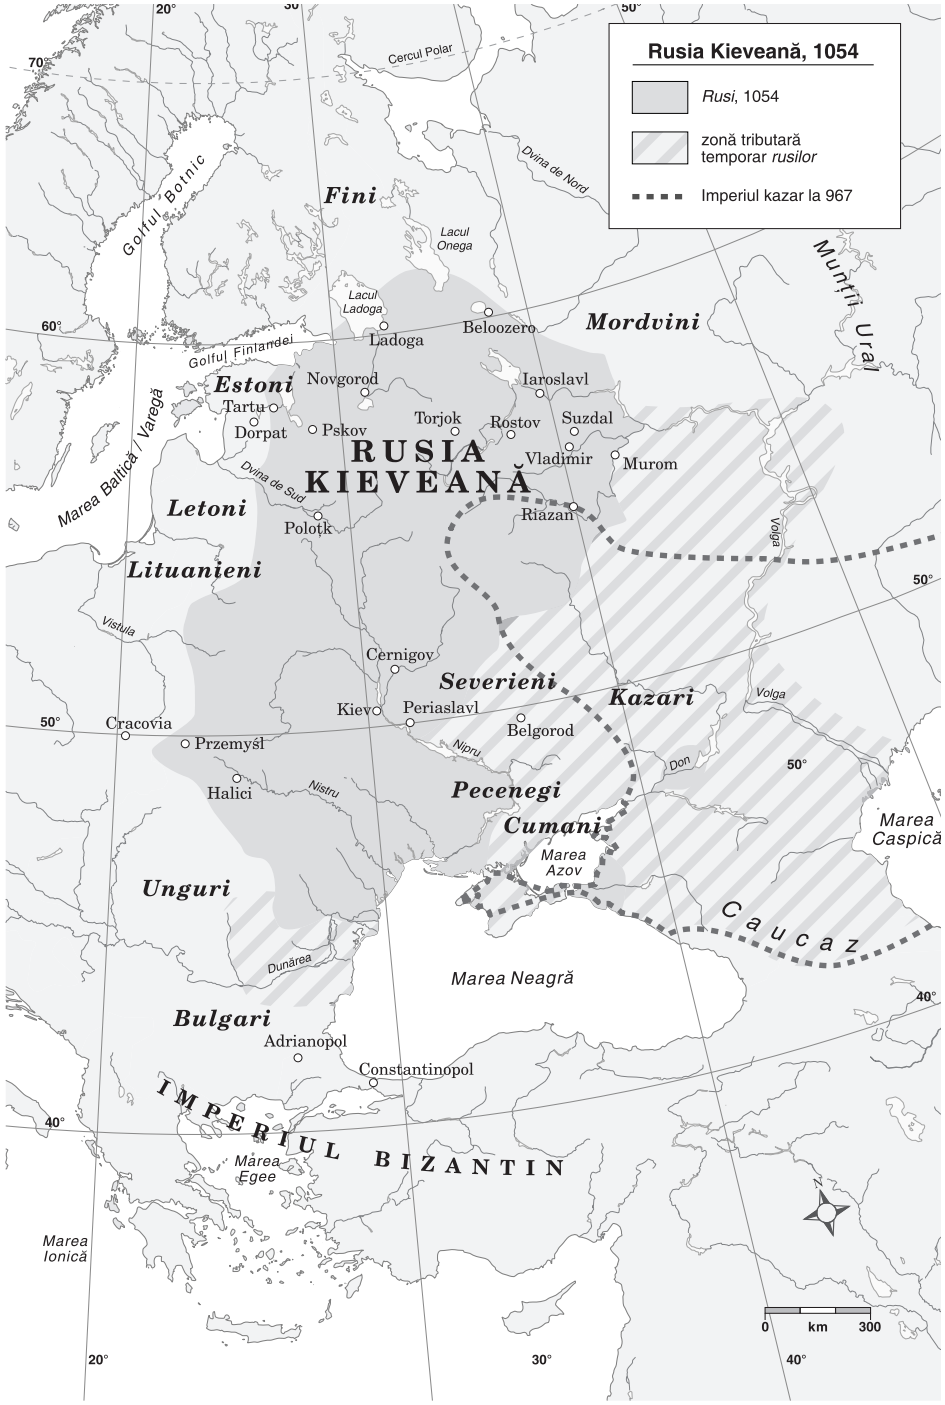 20°
30°
50°
Rusia Kieveană, 1054
Rusi, 1054
zonă tributară
temporar rusilor
Imperiul kazar la 967
70°
Cercul Polar
Dvina de Nord
Golful Botnic
Fini
Lacul
Onega
Munții Ural
Lacul
Ladoga
Ladoga
Beloozero
Mordvini
60°
Golful Finlandei
Estoni
Novgorod
Iaroslavl
Tartu
Dorpat
Pskov
Torjok
Rostov
Suzdal
Vladimir
Murom
RUSIA
KIEVEANĂ
Marea Baltică / Varegă
Dvina de Sud
Letoni
Polotk
Riazan
Volga
Lituanieni
50°
Vistula
Cernigov
Severieni
Kazari
Volga
Kiev
Periaslavl
Belgorod
50°
Cracovia
Przemyśl
Nipru
Don
50°
Halici
Nistru
Pecenegi
Cumani
Marea
Azov
Marea
Caspică
Unguri
Caucaz
Dunărea
Marea Neagră
40°
Bulgari
Adrianopol
Constantinopol
IMPERIUL BIZANTIN
40°
Marea
Egee
Marea
Ionică
N
0 km 300
20°
30°
40°